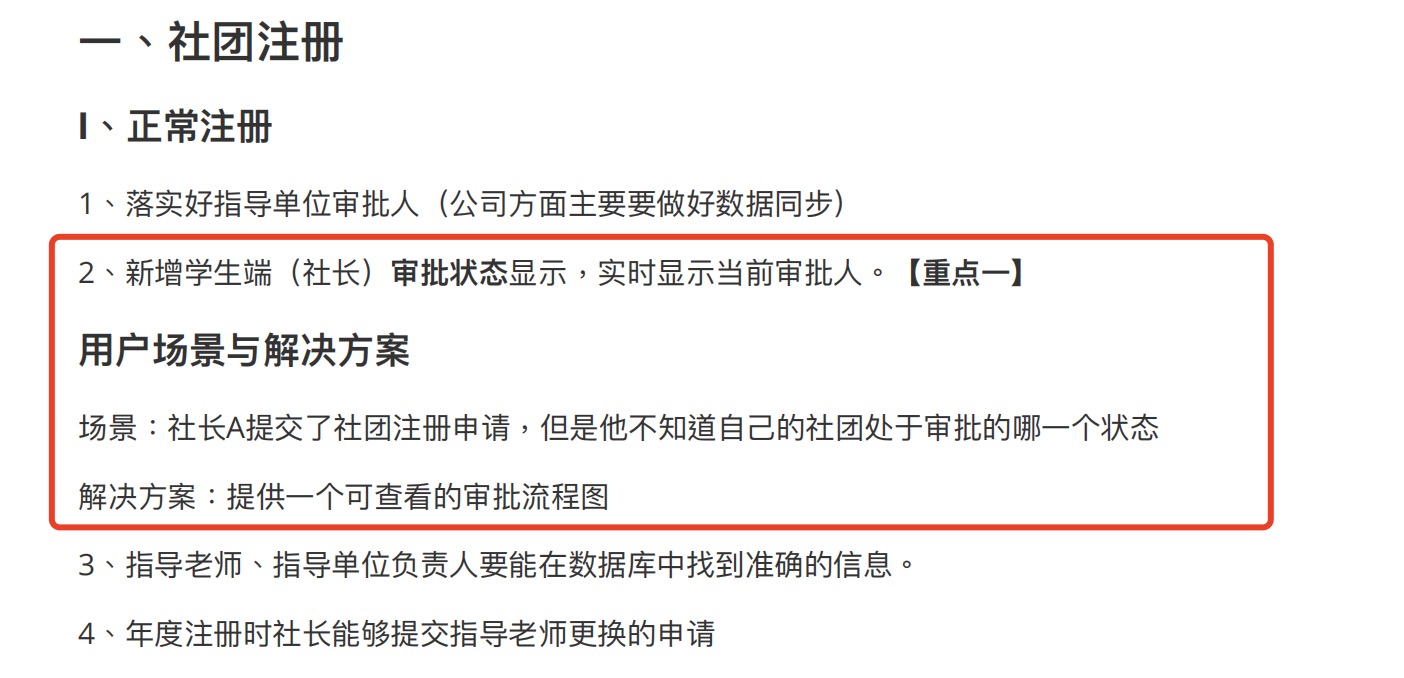 一、社团注册
I、正常注册
1、落实好指导单位审批人（公司方面主要要做好数据同步）
2、新增学生端（社长）审批状态显示，实时显示当前审批人。【重点一】
用户场景与解决方案
场景：社长A提交了社团注册申请，但是他不知道自己的社团处于审批的哪一个状态
解决方案：提供一个可查看的审批流程图
3、指导老师、指导单位负责人要能在数据库中找到准确的信息。
4、年度注册时社长能够提交指导老师更换的申请